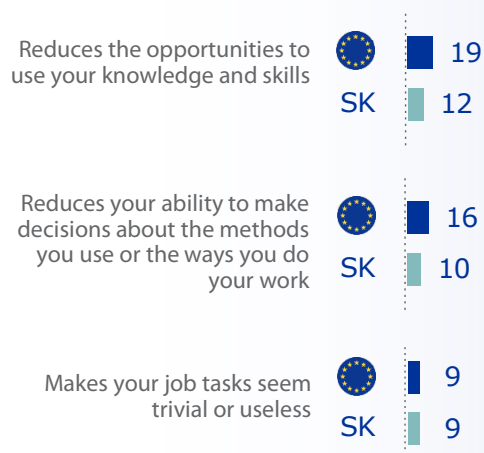 Reduces the opportunities to
use your knowledge and skills
19
SK
12
Reduces your ability to make
decisions about the methods
you use or the ways you do
your work
16
SK
10
Makes your job tasks seem
trivial or useless
9
SK
9